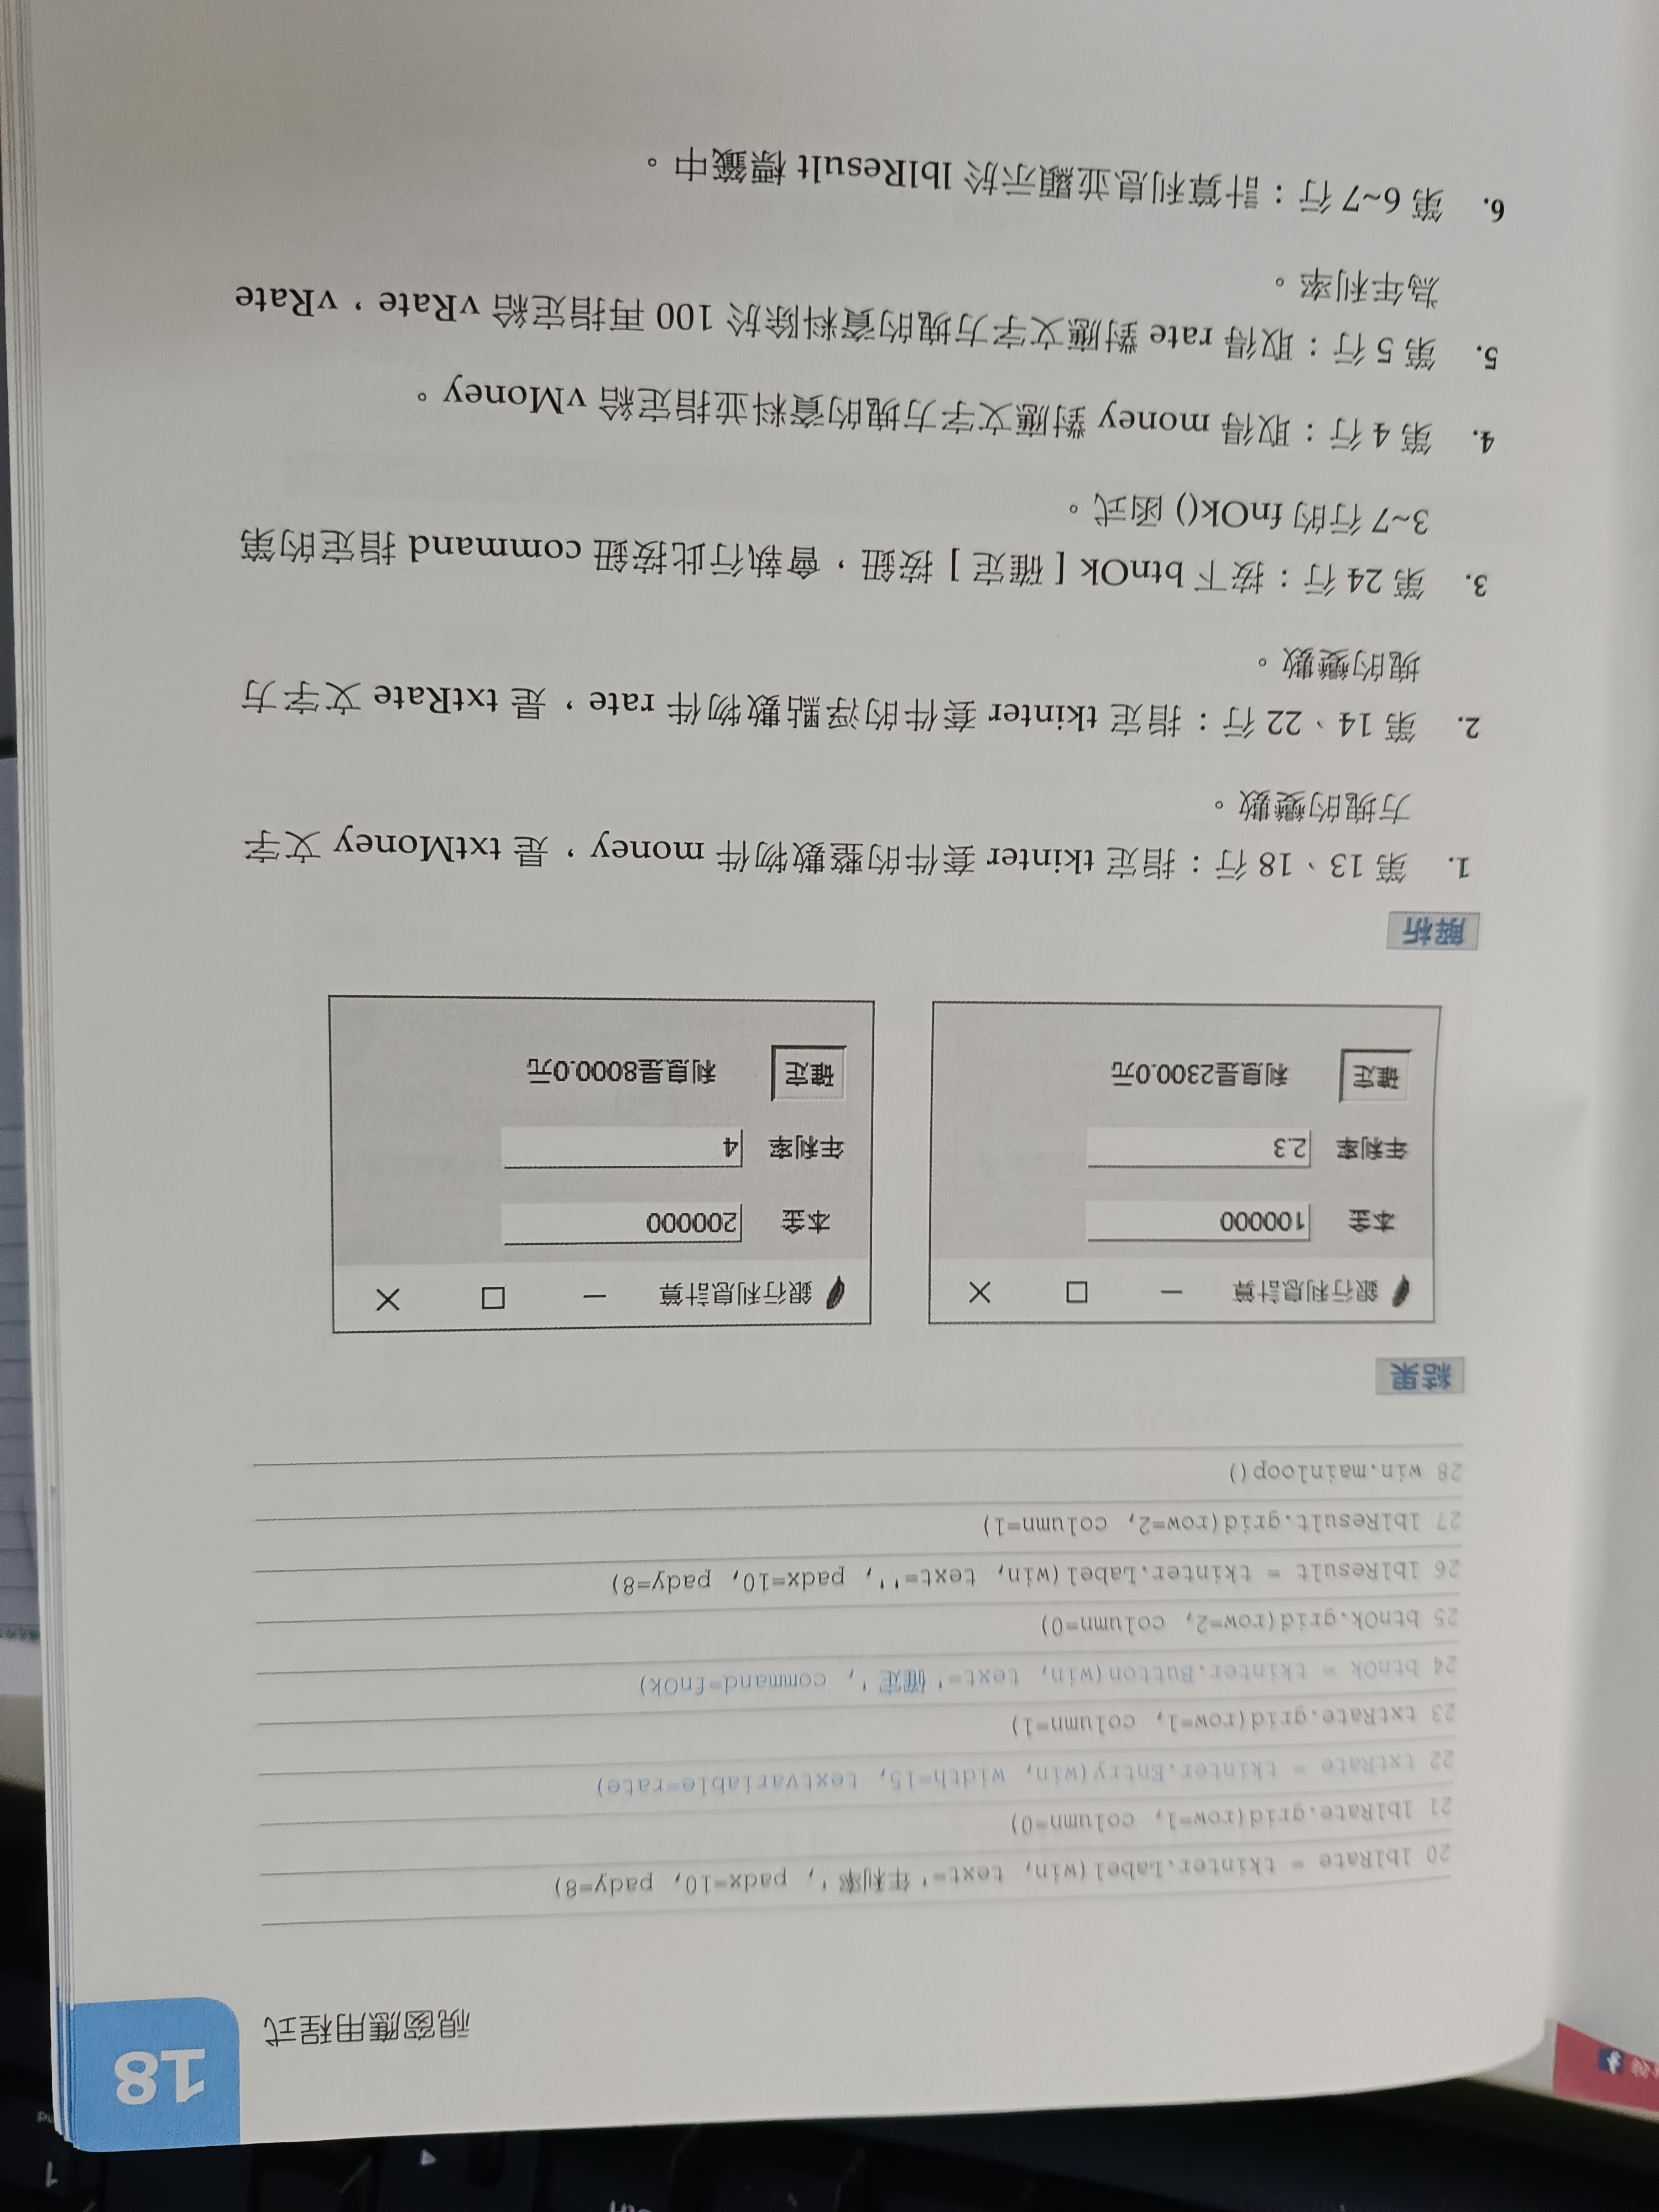 18
視窗應用程式
20 lblRate = tkinter.Label(win, text='年利率', padx=10, pady=8)
21 lblRate.grid(row=1, column=0)
22 txtRate = tkinter.Entry(win, width=15, textvariable=rate)
23 txtRate.grid(row=1, column=1)
24 btnOk = tkinter.Button(win, text='確定', command=fnOk)
25 btnOk.grid(row=2, column=0)
26 lblResult = tkinter.Label(win, text='', padx=10, pady=8)
27 lblResult.grid(row=2, column=1)
28 win.mainloop()
結果
銀行利息計算
本金 100000
年利率 2.3
確定 利息是2300.0元
銀行利息計算
本金 200000
年利率 4
確定 利息是8000.0元
解析
1. 第 13、18 行：指定 tkinter 套件的整數物件 money，是 txtMoney 文字
方塊的變數。
2. 第 14、22 行：指定 tkinter 套件的浮點數物件 rate，是 txtRate 文字方
塊的變數。
3. 第 24 行：按下 btnOk [ 確定 ] 按鈕，會執行此按鈕 command 指定的第
3~7 行的 fnOk() 函式。
4. 第 4 行：取得 money 對應文字方塊的資料並指定給 vMoney。
5. 第 5 行：取得 rate 對應文字方塊的資料除於 100 再指定給 vRate，vRate
為年利率。
6. 第 6~7 行：計算利息並顯示於 lblResult 標籤中。